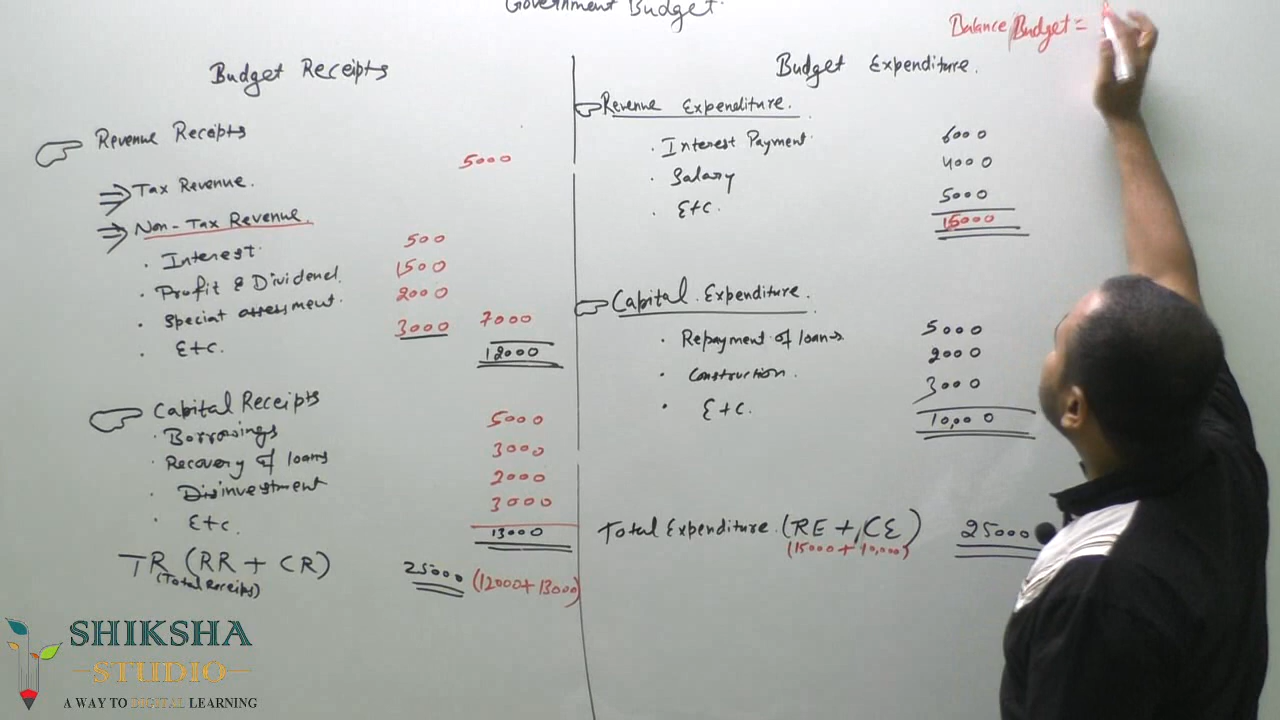 Government Budget.
Balance Budget =
Budget Receipts
Revenue Receipts
5000
⇒ Tax Revenue.
⇒ Non-Tax Revenue.
· Interest. 500
· Profit & Dividend. 1500
· Special assessment. 2000
· Etc. 3000 7000
12000
Capital Receipts
· Borrowings 5000
· Recovery of loans 3000
· Disinvestment 2000
· Etc. 3000
13000
TR (RR + CR) 25000 (12000+13000)
(Total Receipts)
Budget Expenditure.
Revenue Expenditure.
· Interest Payment. 6000
· Salary 4000
· Etc. 5000
15000
Capital Expenditure.
· Repayment of loans 5000
· Construction. 2000
· Etc. 3000
10,000
Total Expenditure. (RE + CE) 25000
(15000 + 10,000)
SHIKSHA
STUDIO
A WAY TO DIGITAL LEARNING